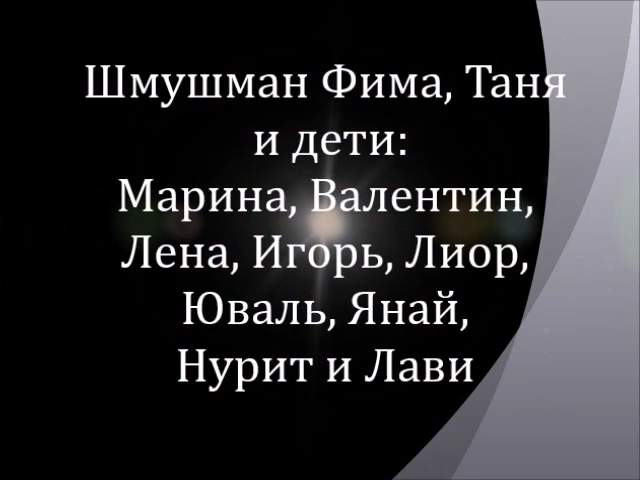 Шмушман Фима, Таня
и дети:
Марина, Валентин,
Лена, Игорь, Лиор,
Юваль, Янай,
Нурит и Лави